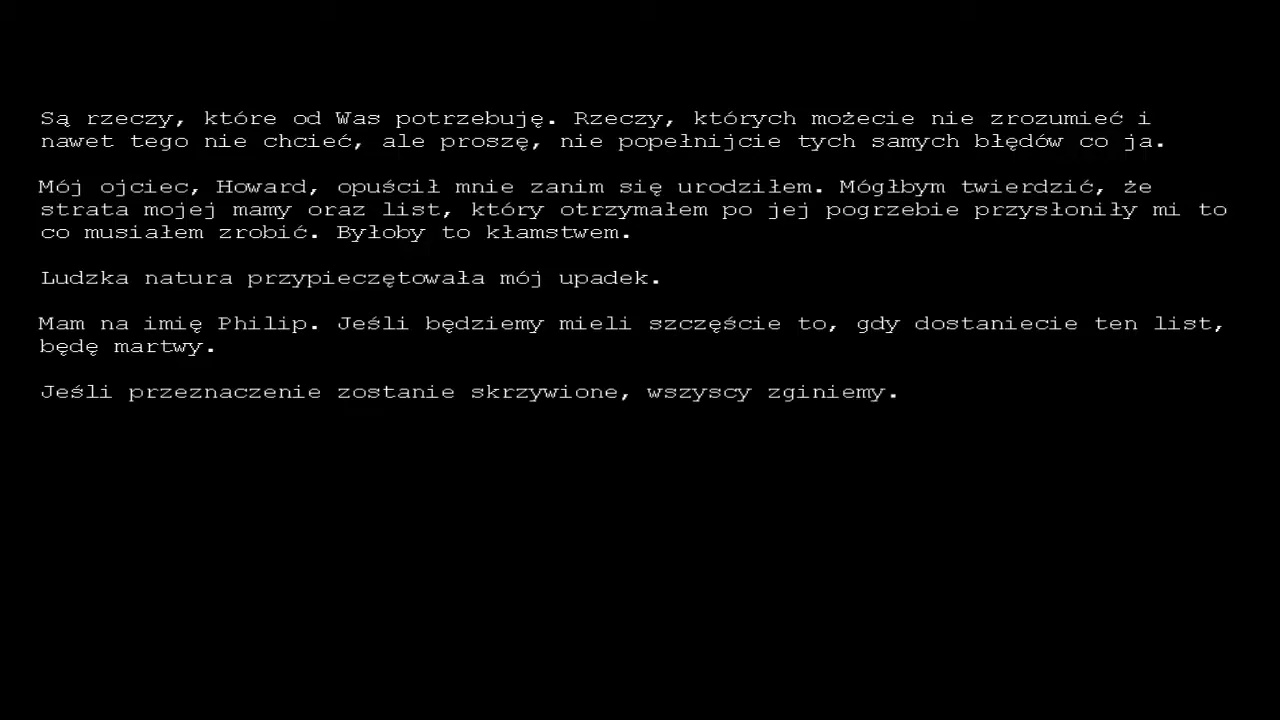 Są rzeczy, które od Was potrzebuję. Rzeczy, których możecie nie zrozumieć i
nawet tego nie chcieć, ale proszę, nie popełnijcie tych samych błędów co ja.
Mój ojciec, Howard, opuścił mnie zanim się urodziłem. Mógłbym twierdzić, że
strata mojej mamy oraz list, który otrzymałem po jej pogrzebie przysłoniły mi to
co musiałem zrobić. Byłoby to kłamstwem.
Ludzka natura przypieczętowała mój upadek.
Mam na imię Philip. Jeśli będziemy mieli szczęście to, gdy dostaniecie ten list,
będę martwy.
Jeśli przeznaczenie zostanie skrzywione, wszyscy zginiemy.